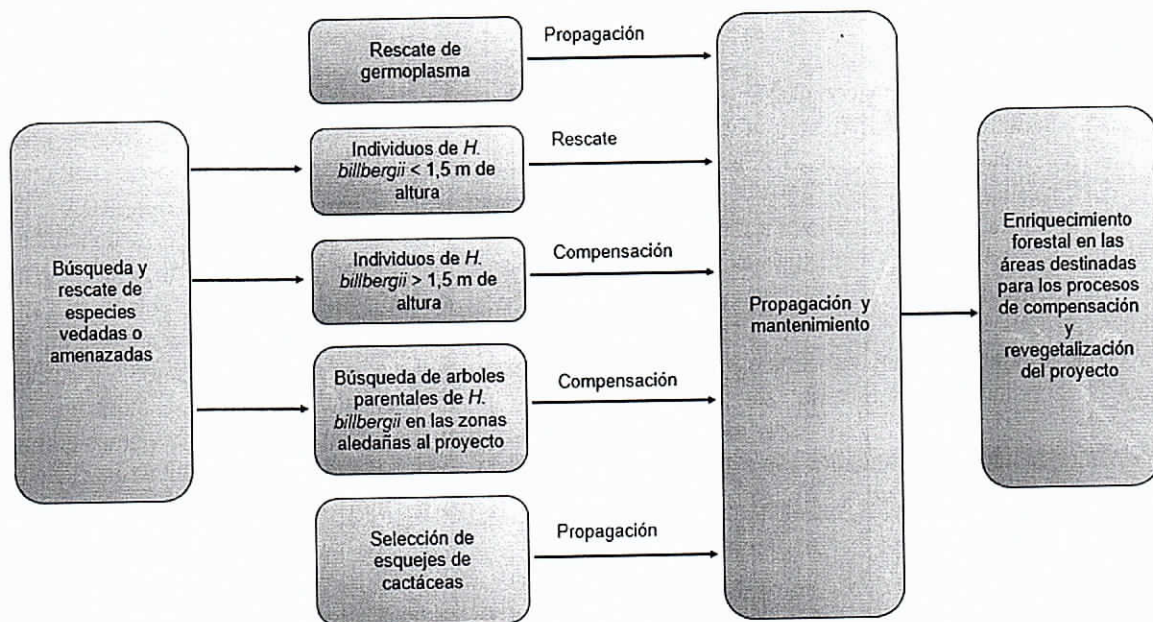 Búsqueda y
rescate de
especies
vedadas o
amenazadas
Rescate de
germoplasma
Propagación
Individuos de H.
billbergii < 1,5 m de
altura
Rescate
Individuos de H.
billbergii > 1,5 m de
altura
Compensación
Búsqueda de arboles
parentales de H.
billbergii en las zonas
aledañas al proyecto
Compensación
Selección de
esquejes de
cactáceas
Propagación
Propagación y
mantenimiento
Enriquecimiento
forestal en las
áreas destinadas
para los procesos
de compensación
y
revegetalización
del proyecto